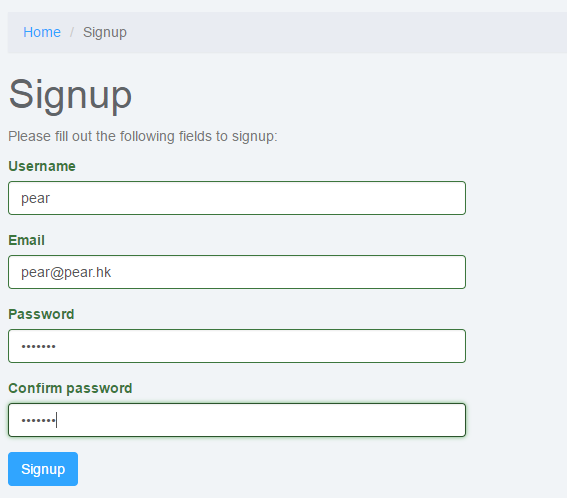 Home / Signup
Signup
Please fill out the following fields to signup:
Username
pear
Email
pear@pear.hk
Password
•••••••
Confirm password
•••••••
Signup